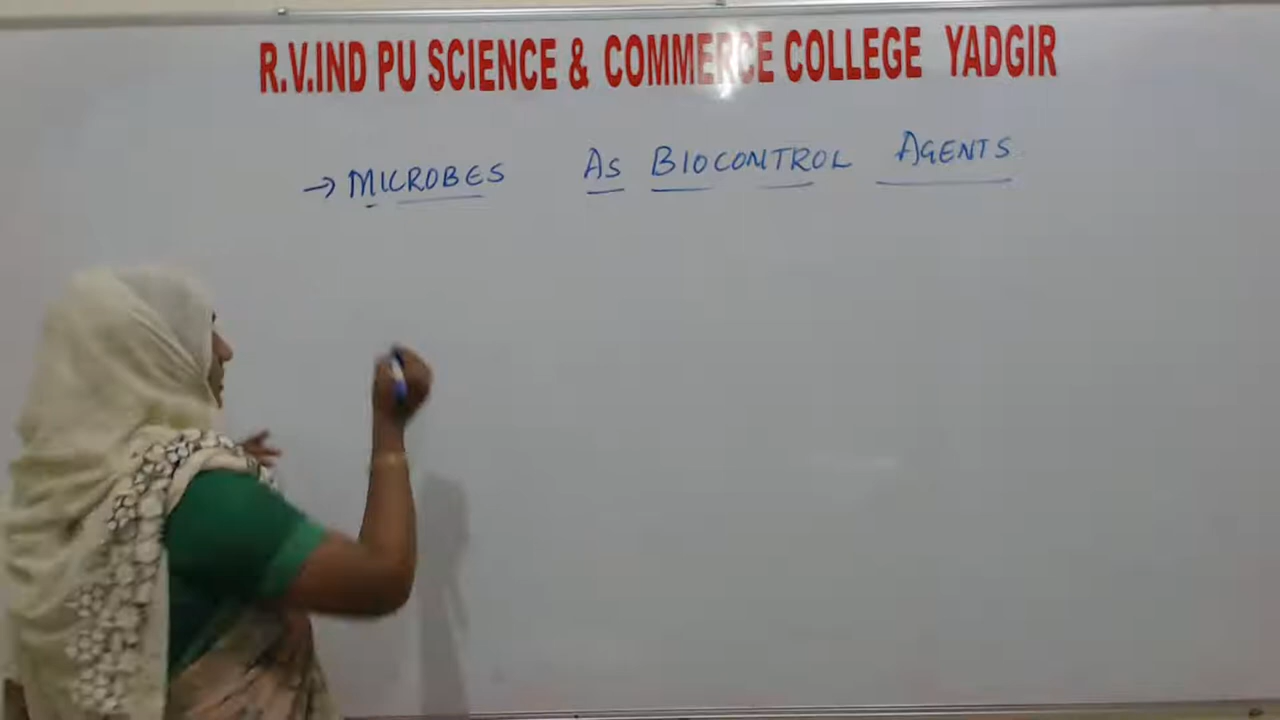 R.V.IND PU SCIENCE & COMMERCE COLLEGE YADGIR
→ MICROBES AS BIOCONTROL AGENTS